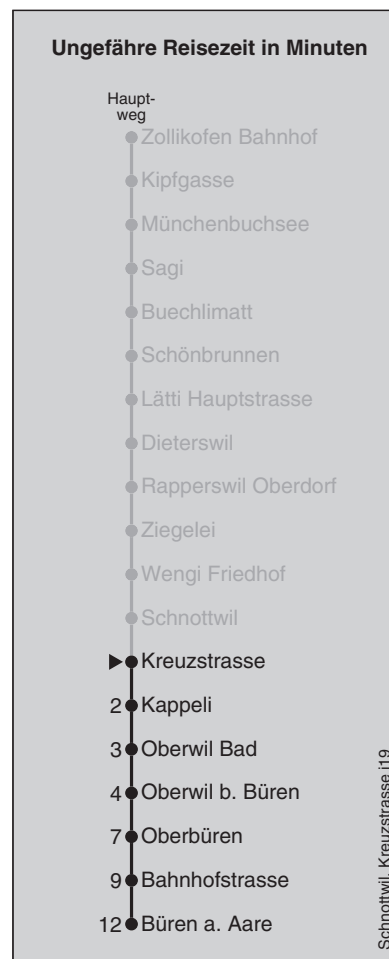 Ungefähre Reisezeit in Minuten
Haupt-
weg
Zollikofen Bahnhof
Kipfgasse
Münchenbuchsee
Sagi
Buechlimatt
Schönbrunnen
Lätti Hauptstrasse
Dieterswil
Rapperswil Oberdorf
Ziegelei
Wengi Friedhof
Schnottwil
Kreuzstrasse
2 Kappeli
3 Oberwil Bad
4 Oberwil b. Büren
7 Oberbüren
9 Bahnhofstrasse
12 Büren a. Aare
Schnottwil, Kreuzstrasse j19